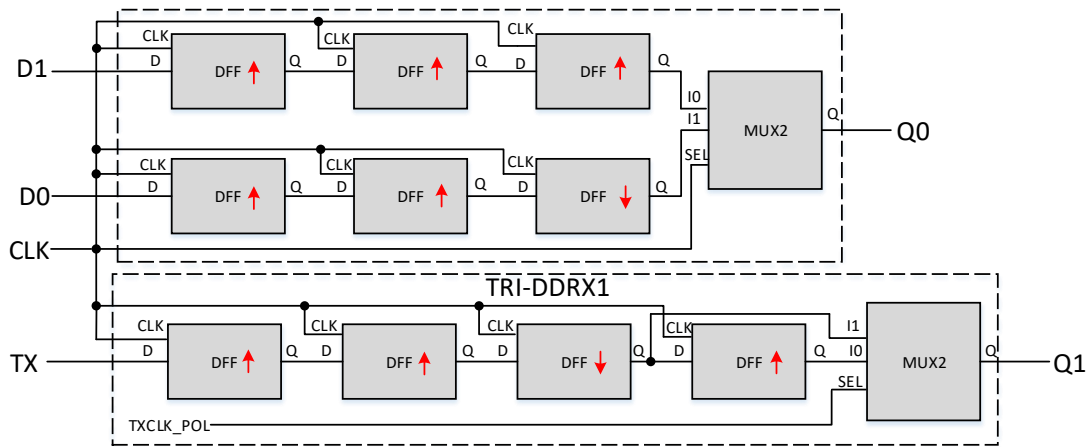 CLK
CLK
CLK
D1
D
DFF
Q
D
DFF
Q
D
DFF
Q
I0
I1
MUX2
Q
Q0
SEL
CLK
CLK
CLK
D0
D
DFF
Q
D
DFF
Q
D
DFF
Q
CLK
TRI-DDRX1
CLK
CLK
CLK
CLK
TX
D
DFF
Q
D
DFF
Q
D
DFF
Q
D
DFF
Q
I1
I0
MUX2
Q
Q1
SEL
TXCLK_POL